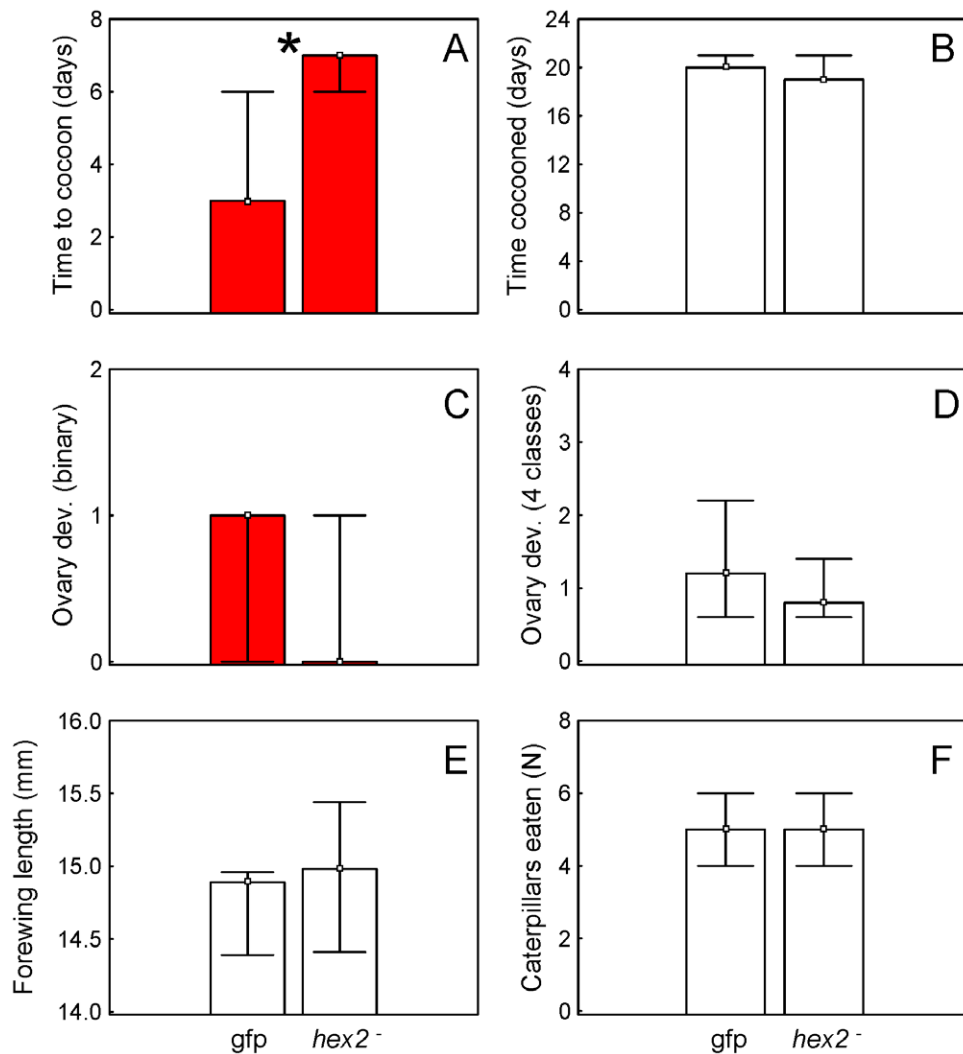 A
*
Time to cocoon (days)
8
6
4
2
0
B
Time cocooned (days)
24
20
16
12
8
4
0
C
Ovary dev. (binary)
2
1
0
D
Ovary dev. (4 classes)
4
3
2
1
0
E
Forewing length (mm)
16.0
15.5
15.0
14.5
14.0
gfp hex2 -
F
Caterpillars eaten (N)
8
6
4
2
0
gfp hex2 -